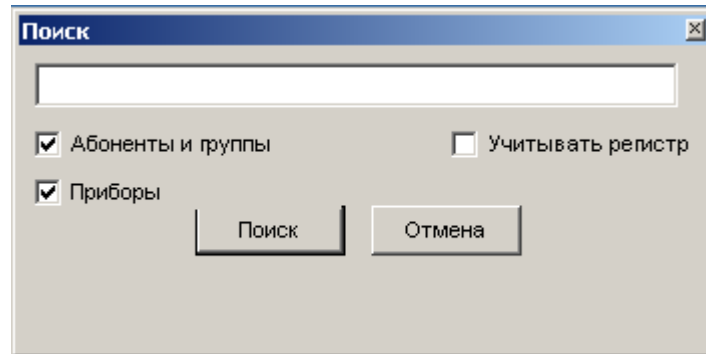 Поиск
Абоненты и группы
Учитывать регистр
Приборы
Поиск
Отмена